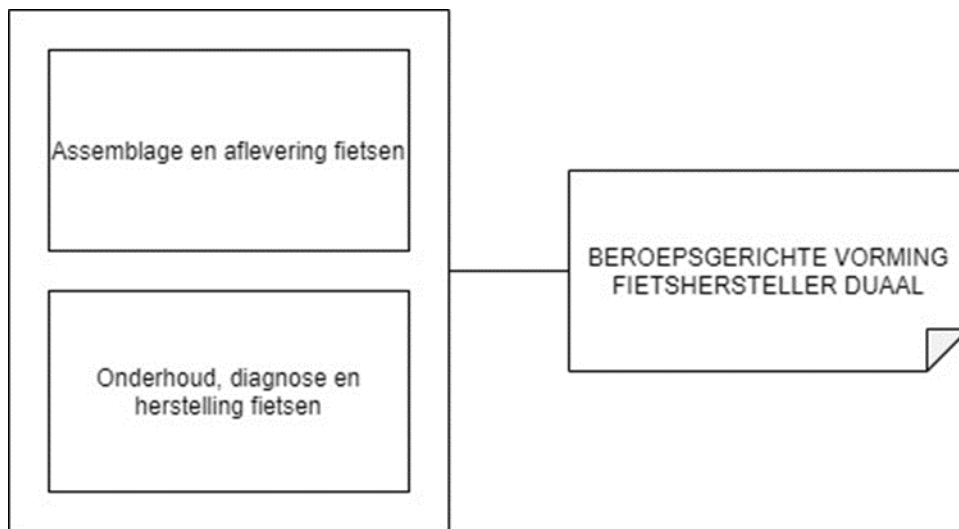 Assemblage en aflevering fietsen
Onderhoud, diagnose en
herstelling fietsen
BEROEPSGERICHTE VORMING
FIETSHERSTELLER DUAAL